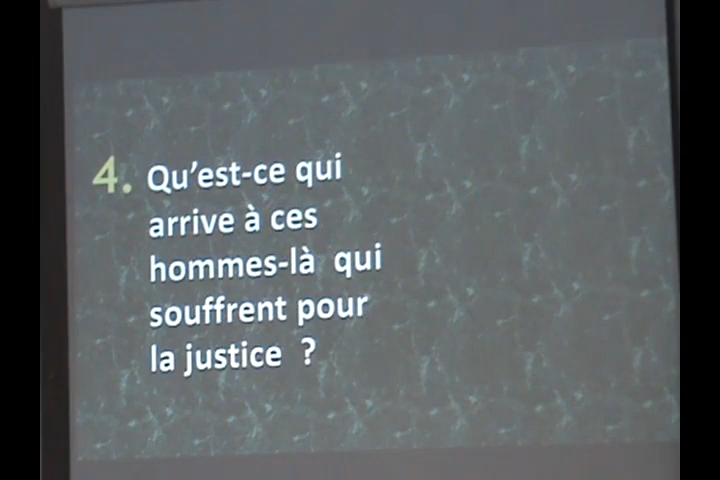 4. Qu’est-ce qui
arrive à ces
hommes-là qui
souffrent pour
la justice ?